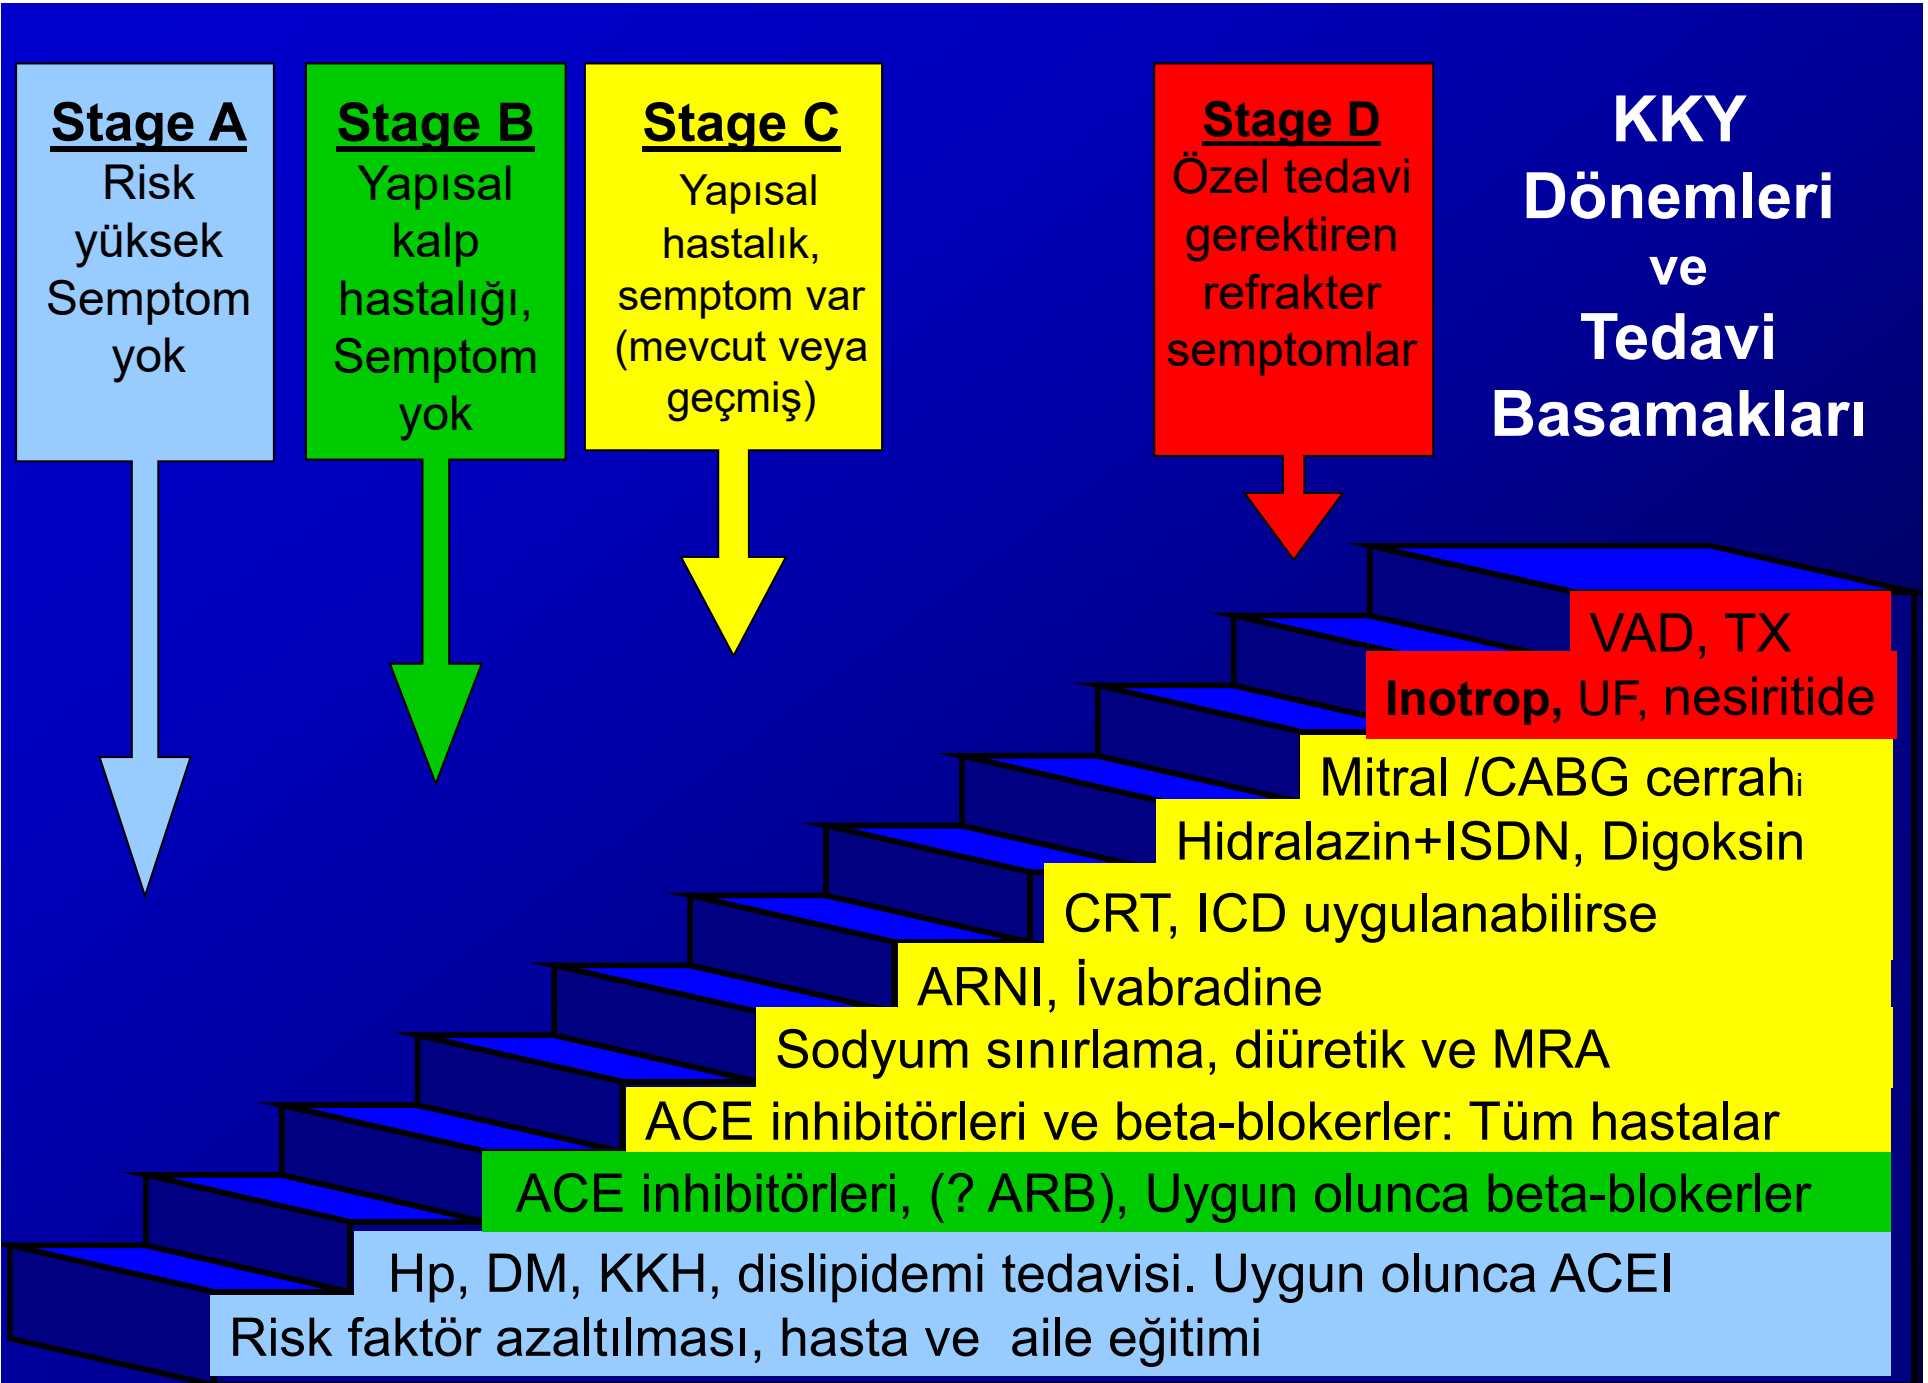 Stage A
Risk
yüksek
Semptom
yok
Stage B
Yapısal
kalp
hastalığı,
Semptom
yok
Stage C
Yapısal
hastalık,
semptom var
(mevcut veya
geçmiş)
Stage D
Özel tedavi
gerektiren
refrakter
semptomlar
KKY
Dönemleri
ve
Tedavi
Basamakları
VAD, TX
Inotrop, UF, nesiritide
Mitral /CABG cerrahi
Hidralazin+ISDN, Digoksin
CRT, ICD uygulanabilirse
ARNI, İvabradine
Sodyum sınırlama, diüretik ve MRA
ACE inhibitörleri ve beta-blokerler: Tüm hastalar
ACE inhibitörleri, (? ARB), Uygun olunca beta-blokerler
Hp, DM, KKH, dislipidemi tedavisi. Uygun olunca ACEI
Risk faktör azaltılması, hasta ve  aile eğitimi